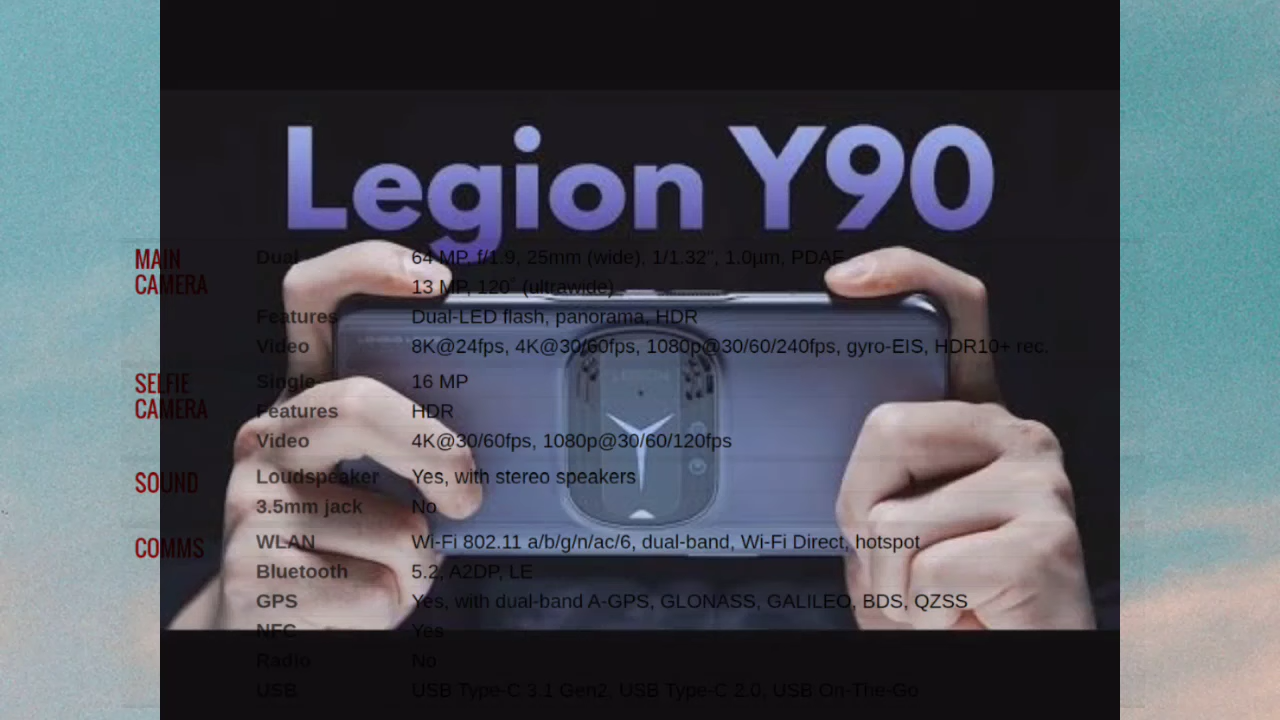 Legion Y90
MAIN CAMERA
Dual 64 MP, f/1.9, 25mm (wide), 1/1.32", 1.0µm, PDAF
13 MP, 120˚ (ultrawide)
Features Dual-LED flash, panorama, HDR
Video 8K@24fps, 4K@30/60fps, 1080p@30/60/240fps, gyro-EIS, HDR10+ rec.
SELFIE CAMERA
Single 16 MP
Features HDR
Video 4K@30/60fps, 1080p@30/60/120fps
SOUND
Loudspeaker Yes, with stereo speakers
3.5mm jack No
COMMS
WLAN Wi-Fi 802.11 a/b/g/n/ac/6, dual-band, Wi-Fi Direct, hotspot
Bluetooth 5.2, A2DP, LE
GPS Yes, with dual-band A-GPS, GLONASS, GALILEO, BDS, QZSS
NFC Yes
Radio No
USB USB Type-C 3.1 Gen2, USB Type-C 2.0, USB On-The-Go